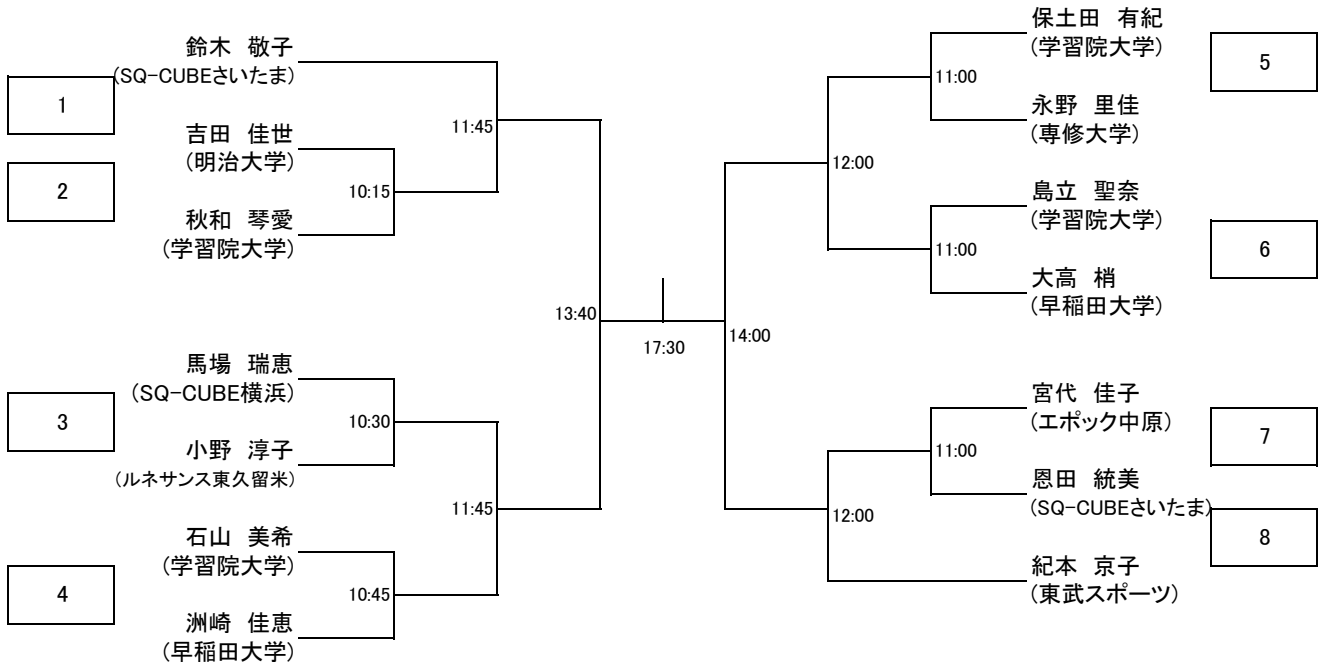 鈴木 敬子
(SQ-CUBEさいたま)
1
11:45
吉田 佳世
(明治大学)
2
10:15
秋和 琴愛
(学習院大学)
13:40
馬場 瑞恵
(SQ-CUBE横浜)
3
10:30
小野 淳子
(ルネサンス東久留米)
11:45
石山 美希
(学習院大学)
4
10:45
洲崎 佳恵
(早稲田大学)
17:30
保土田 有紀
(学習院大学)
5
11:00
永野 里佳
(専修大学)
12:00
島立 聖奈
(学習院大学)
6
11:00
大高 梢
(早稲田大学)
14:00
宮代 佳子
(エポック中原)
7
11:00
恩田 統美
(SQ-CUBEさいたま)
12:00
8
紀本 京子
(東武スポーツ)